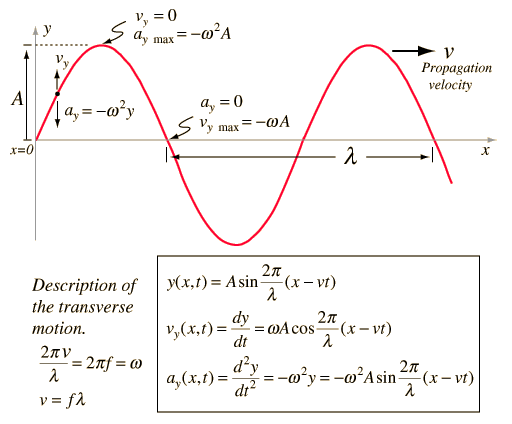 y
v_y = 0
a_y max = −ω²A
v_y
A
a_y = −ω²y
x=0
a_y = 0
v_y max = −ωA
v
Propagation
velocity
λ
x
Description of
the transverse
motion.
2πv/λ = 2πf = ω
v = fλ
y(x,t) = A sin 2π/λ (x − vt)
v_y(x,t) = dy/dt = ωA cos 2π/λ (x − vt)
a_y(x,t) = d²y/dt² = −ω²y = −ω²A sin 2π/λ (x − vt)